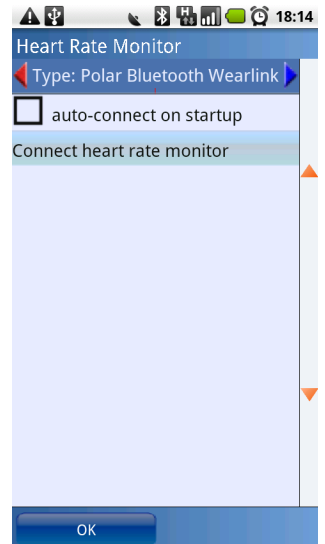 18:14
Heart Rate Monitor
Type: Polar Bluetooth Wearlink
auto-connect on startup
Connect heart rate monitor
OK